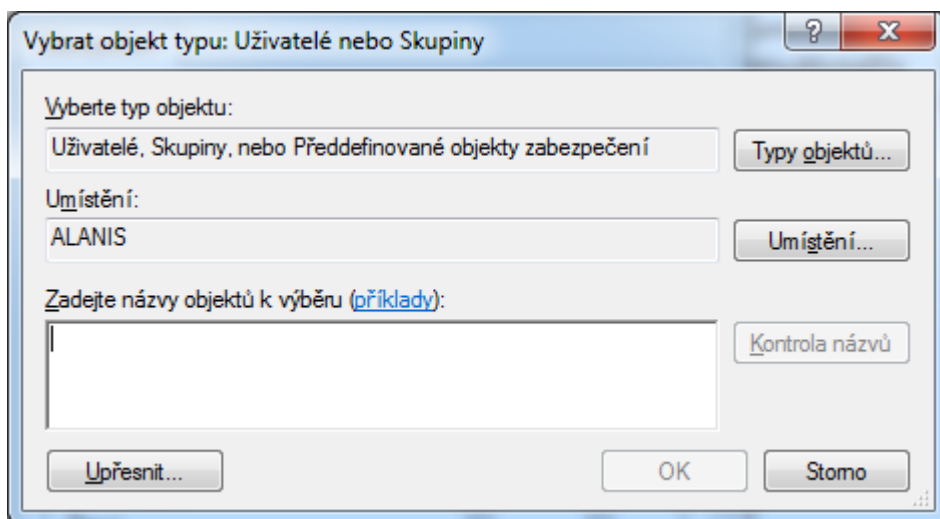 Vybrat objekt typu: Uživatelé nebo Skupiny
Vyberte typ objektu:
Uživatelé, Skupiny, nebo Předdefinované objekty zabezpečení
Typy objektů...
Umístění:
ALANIS
Umístění...
Zadejte názvy objektů k výběru (příklady):
Kontrola názvů
Upřesnit...
OK
Storno